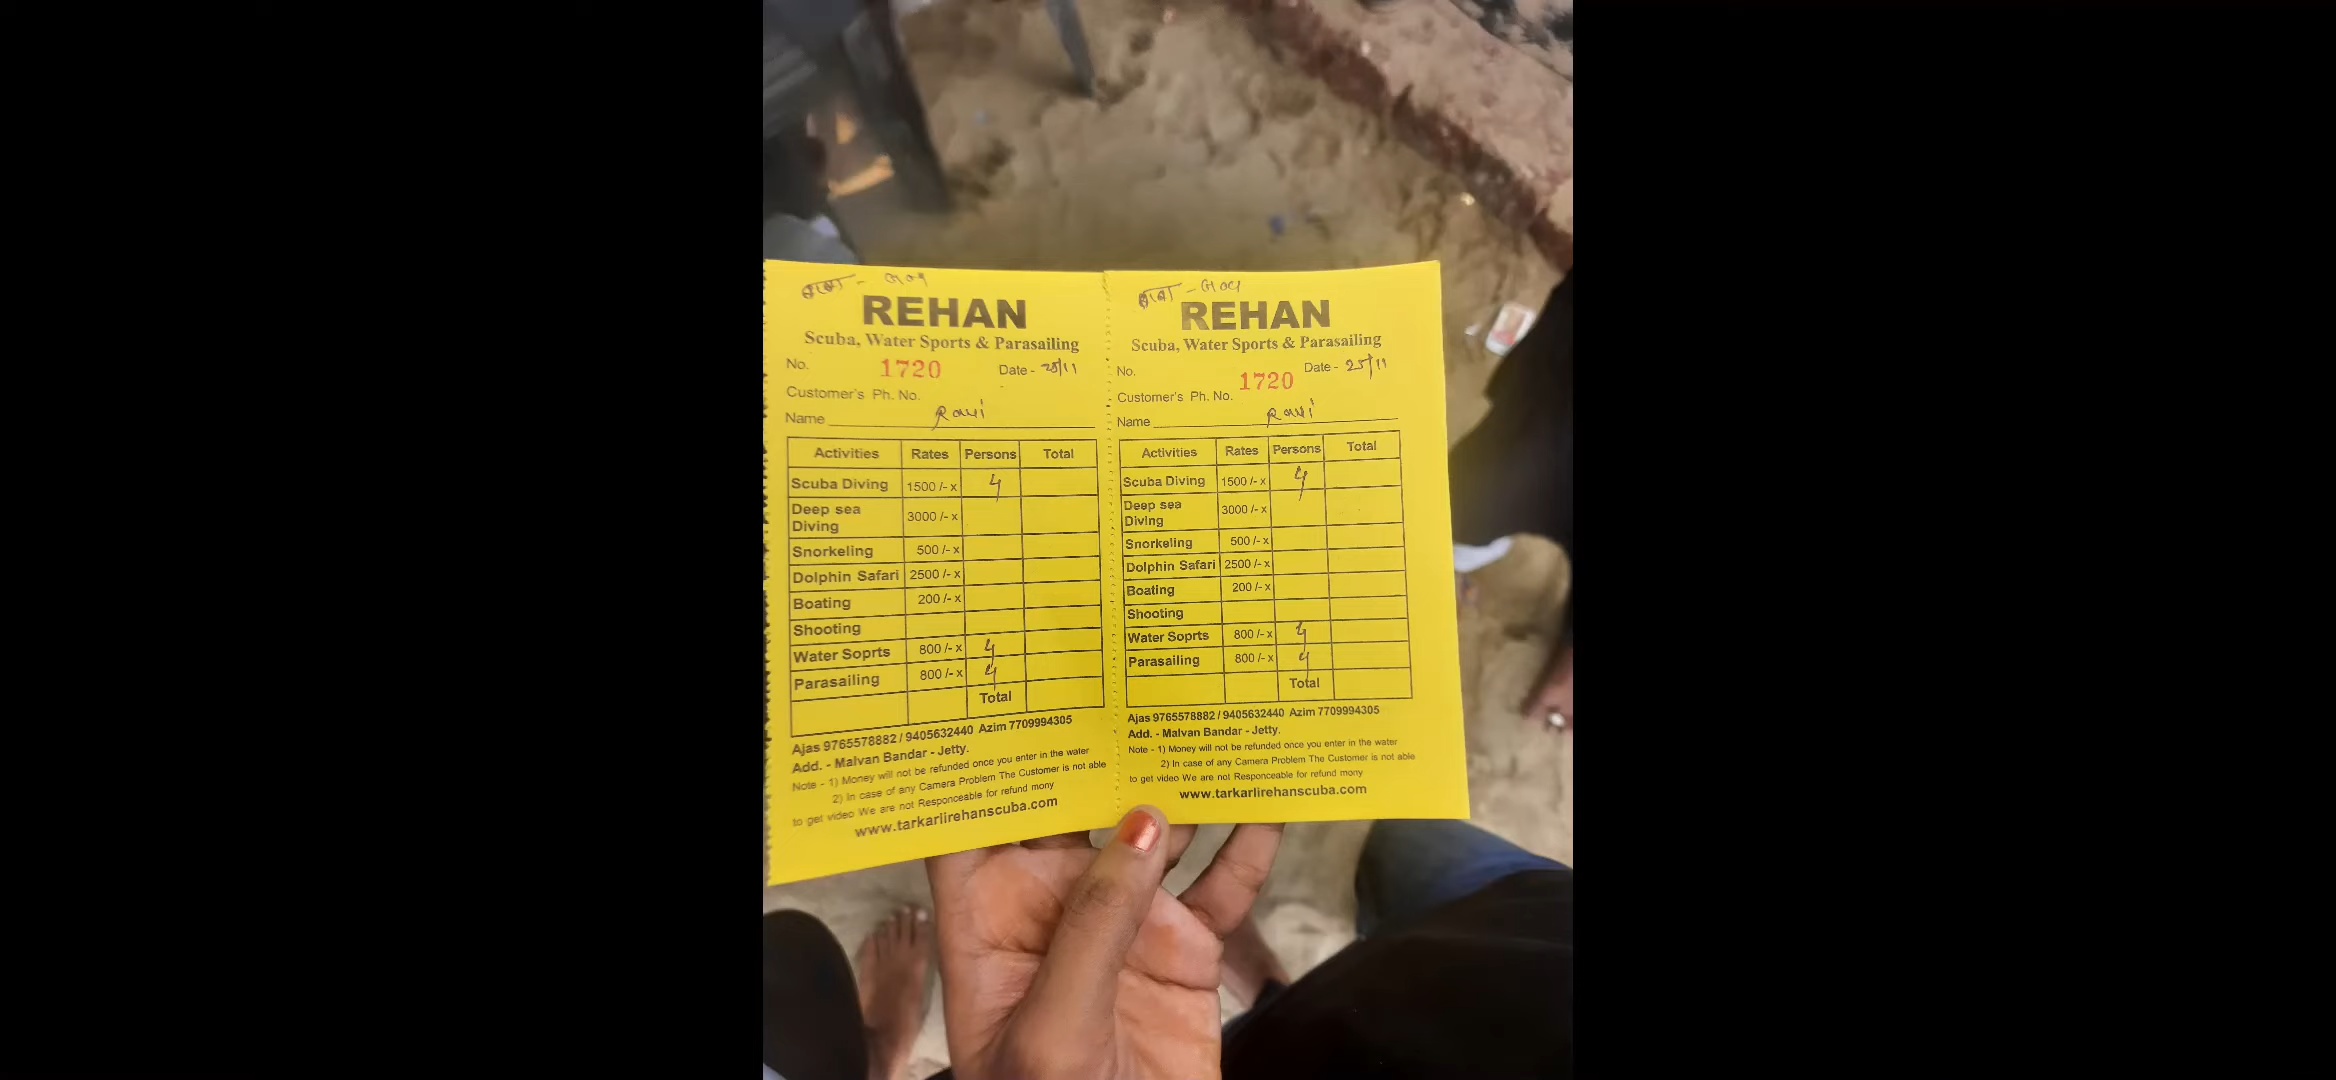 REHAN
Scuba, Water Sports & Parasailing
No. 1720 Date - 25/11
Customer's Ph. No.
Name Ravi
Activities Rates Persons Total
Scuba Diving 1500 /- x 4
Deep sea Diving 3000 /- x
Snorkeling 500 /- x
Dolphin Safari 2500 /- x
Boating 200 /- x
Shooting
Water Soprts 800 /- x 4
Parasailing 800 /- x 4
Total
Ajas 9765578882 / 9405632440 Azim 7709994305
Add. - Malvan Bandar - Jetty.
Note - 1) Money will not be refunded once you enter in the water
2) In case of any Camera Problem The Customer is not able
to get video We are not Responceable for refund mony
www.tarkarlirehanscuba.com
REHAN
Scuba, Water Sports & Parasailing
No. 1720 Date - 25/11
Customer's Ph. No.
Name Ravi
Activities Rates Persons Total
Scuba Diving 1500 /- x 4
Deep sea Diving 3000 /- x
Snorkeling 500 /- x
Dolphin Safari 2500 /- x
Boating 200 /- x
Shooting
Water Soprts 800 /- x 4
Parasailing 800 /- x 4
Total
Ajas 9765578882 / 9405632440 Azim 7709994305
Add. - Malvan Bandar - Jetty.
Note - 1) Money will not be refunded once you enter in the water
2) In case of any Camera Problem The Customer is not able
to get video We are not Responceable for refund mony
www.tarkarlirehanscuba.com